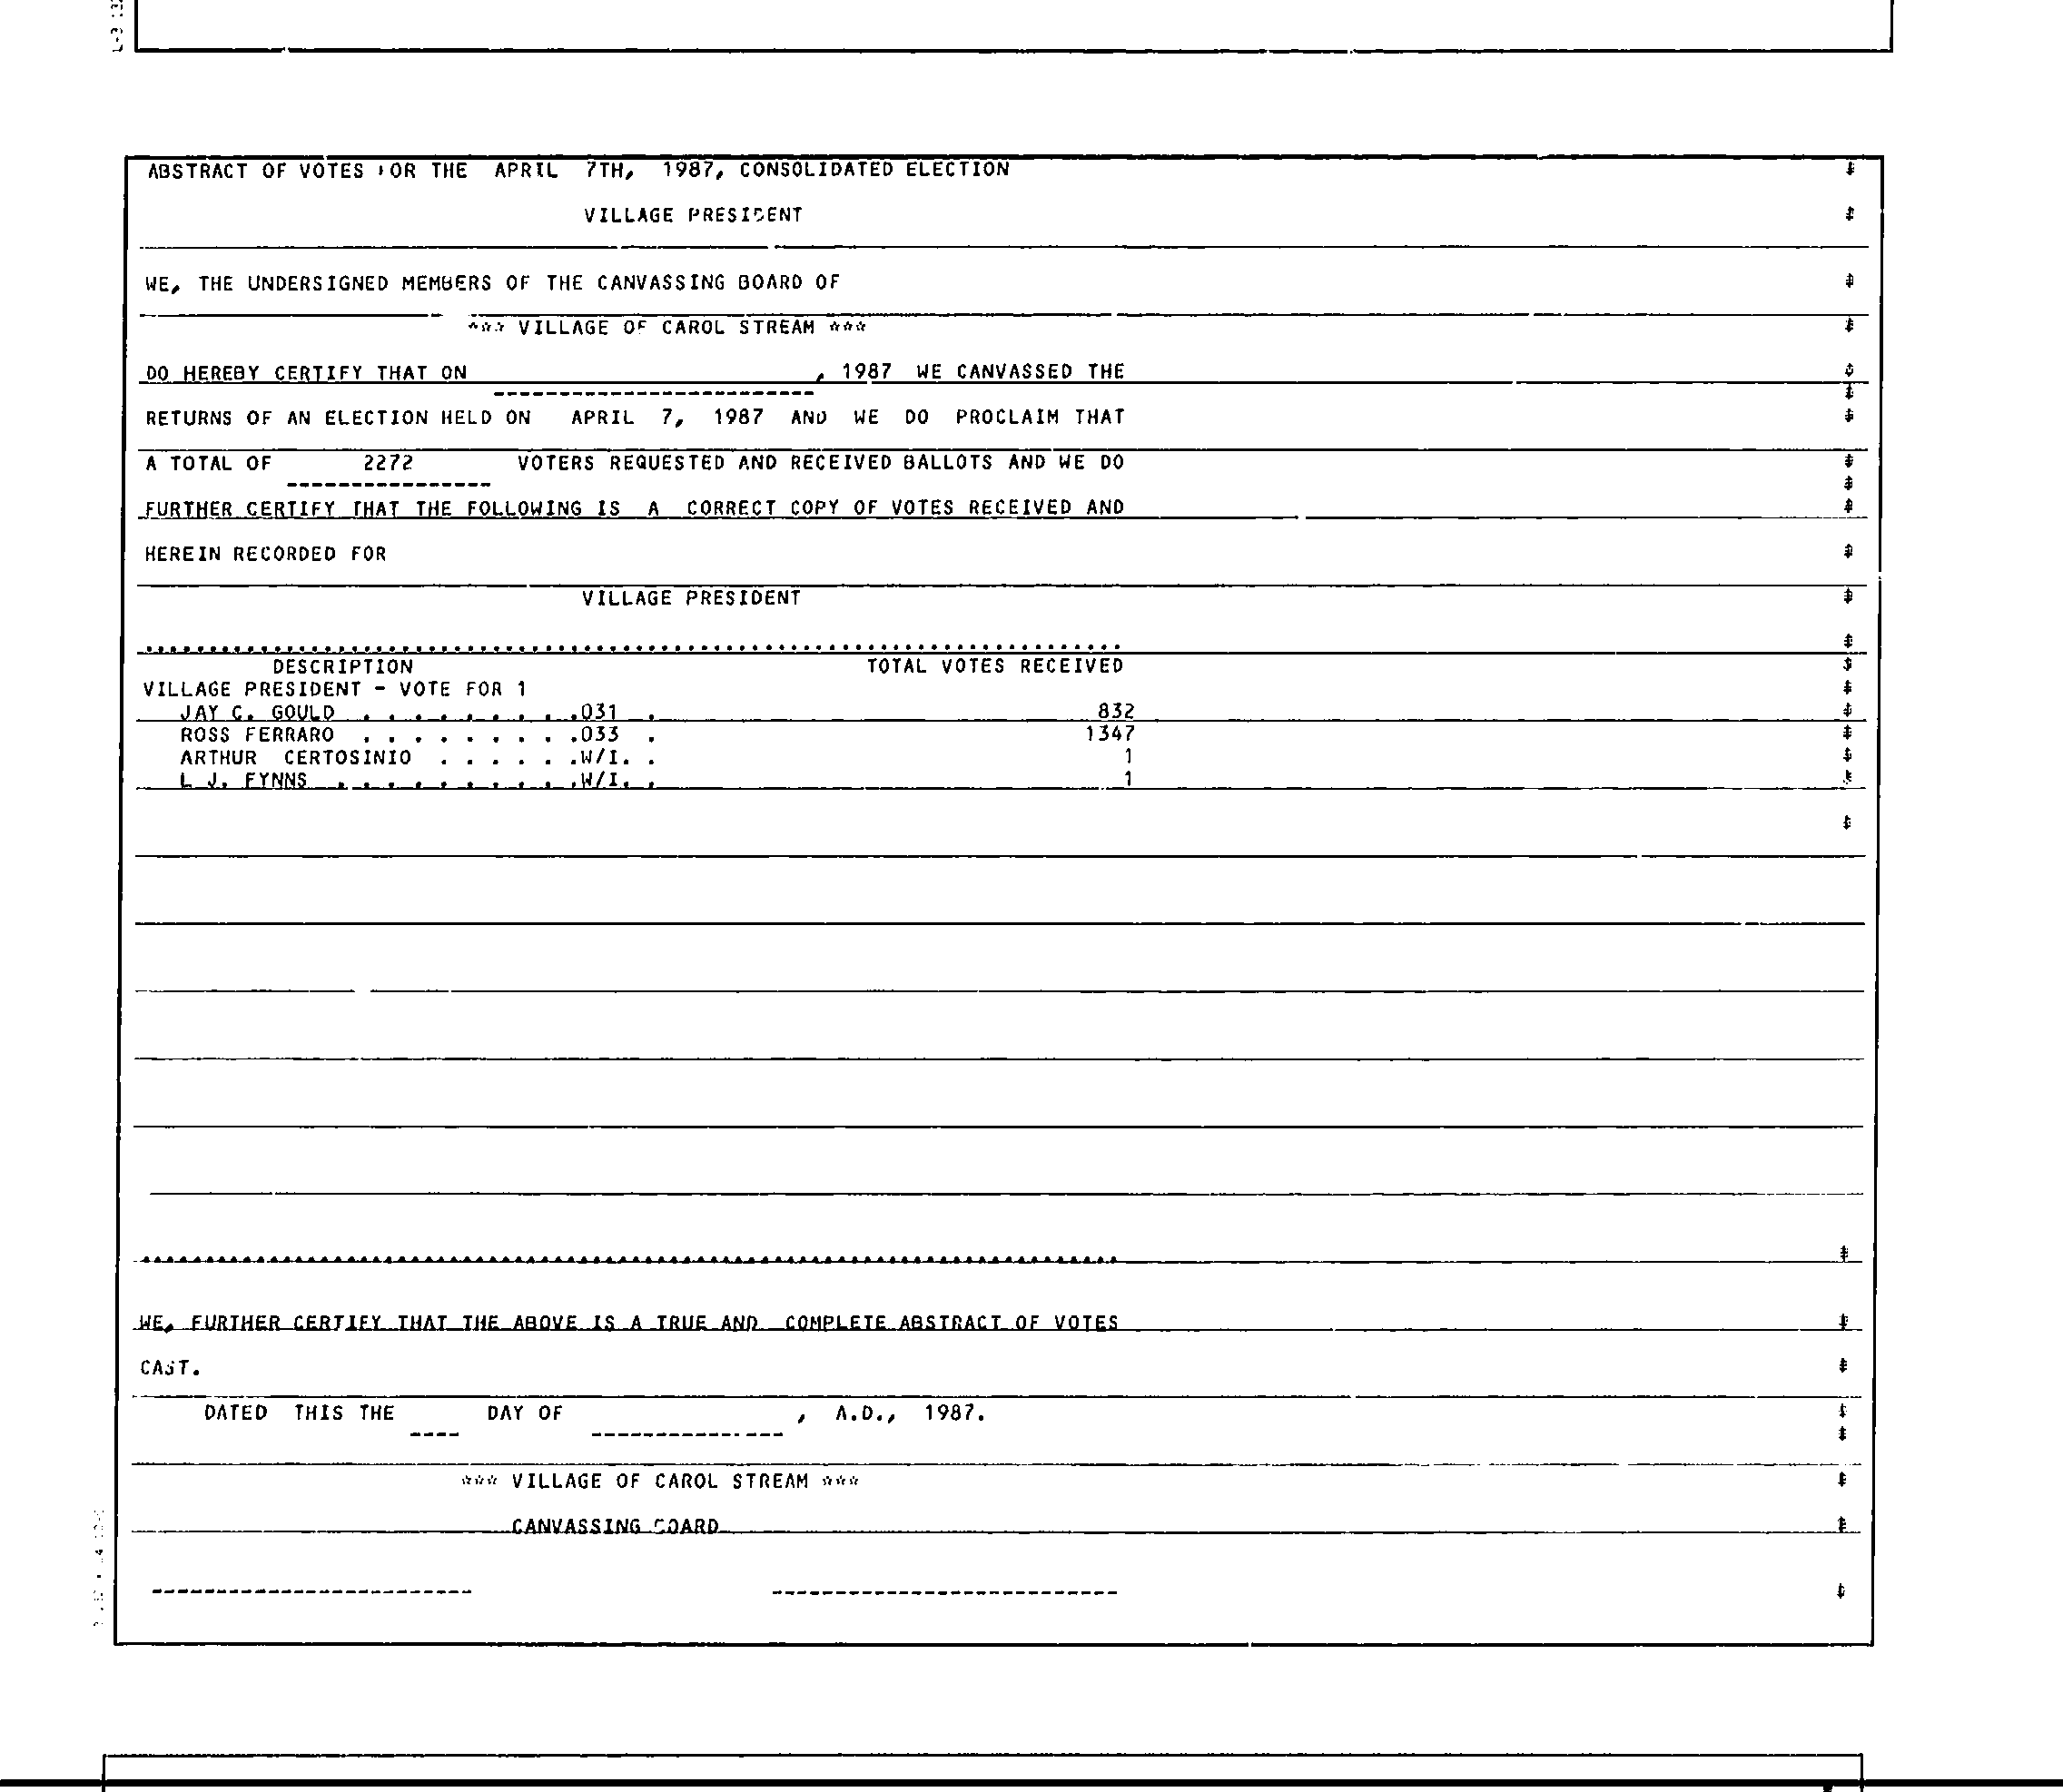 ABSTRACT OF VOTES FOR THE APRIL 7TH, 1987, CONSOLIDATED ELECTION
VILLAGE PRESIDENT
WE, THE UNDERSIGNED MEMBERS OF THE CANVASSING BOARD OF
*** VILLAGE OF CAROL STREAM ***
DO HEREBY CERTIFY THAT ON , 1987 WE CANVASSED THE
RETURNS OF AN ELECTION HELD ON APRIL 7, 1987 AND WE DO PROCLAIM THAT
A TOTAL OF 2272 VOTERS REQUESTED AND RECEIVED BALLOTS AND WE DO
FURTHER CERTIFY THAT THE FOLLOWING IS A CORRECT COPY OF VOTES RECEIVED AND
HEREIN RECORDED FOR
VILLAGE PRESIDENT
DESCRIPTION TOTAL VOTES RECEIVED
VILLAGE PRESIDENT - VOTE FOR 1
JAY C. GOULD . . . . . . . . .031 . 832
ROSS FERRARO . . . . . . . . .033 . 1347
ARTHUR CERTOSINIO . . . . . .W/I. . 1
L J. FYNNS . . . . . . . . . .W/I. . 1
WE, FURTHER CERTIFY THAT THE ABOVE IS A TRUE AND COMPLETE ABSTRACT OF VOTES
CAST.
DATED THIS THE ---- DAY OF --------------- , A.D., 1987.
*** VILLAGE OF CAROL STREAM ***
CANVASSING BOARD